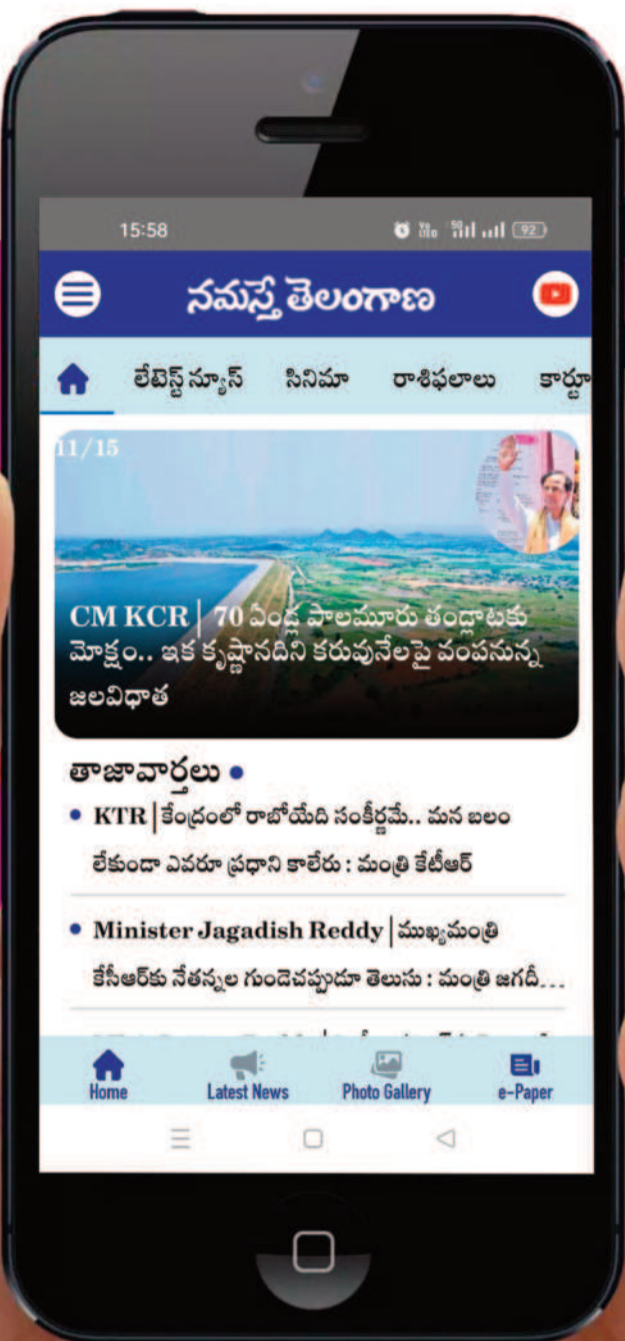 15:58
5G
92
నమస్తే తెలంగాణ
లేటెస్ట్ న్యూస్ సినిమా రాశిఫలాలు కార్టూ
11/15
CM KCR | 70 ఏండ్ల పాలమూరు తండ్లాటకు
మోక్షం.. ఇక కృష్ణానదిని కరువునేలపై వంపనున్న
జలవిధాత
తాజావార్తలు
KTR | కేంద్రంలో రాబోయేది సంకీర్ణమే.. మన బలం
లేకుండా ఎవరూ ప్రధాని కాలేరు : మంత్రి కేటీఆర్
Minister Jagadish Reddy | ముఖ్యమంత్రి
కేసీఆర్‌కు నేతన్నల గుండెచప్పుడూ తెలుసు : మంత్రి జగదీ...
Home Latest News Photo Gallery e-Paper